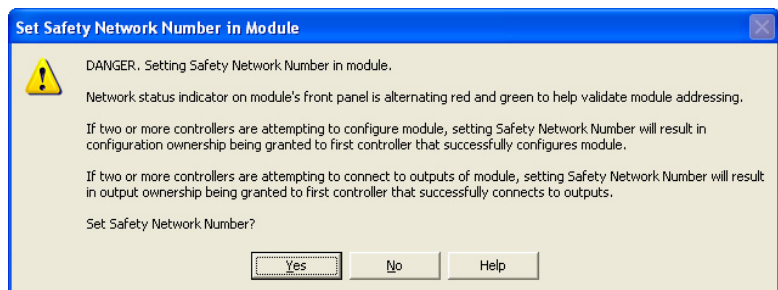 Set Safety Network Number in Module
DANGER. Setting Safety Network Number in module.
Network status indicator on module's front panel is alternating red and green to help validate module addressing.
If two or more controllers are attempting to configure module, setting Safety Network Number will result in
configuration ownership being granted to first controller that successfully configures module.
If two or more controllers are attempting to connect to outputs of module, setting Safety Network Number will result
in output ownership being granted to first controller that successfully connects to outputs.
Set Safety Network Number?
Yes No Help